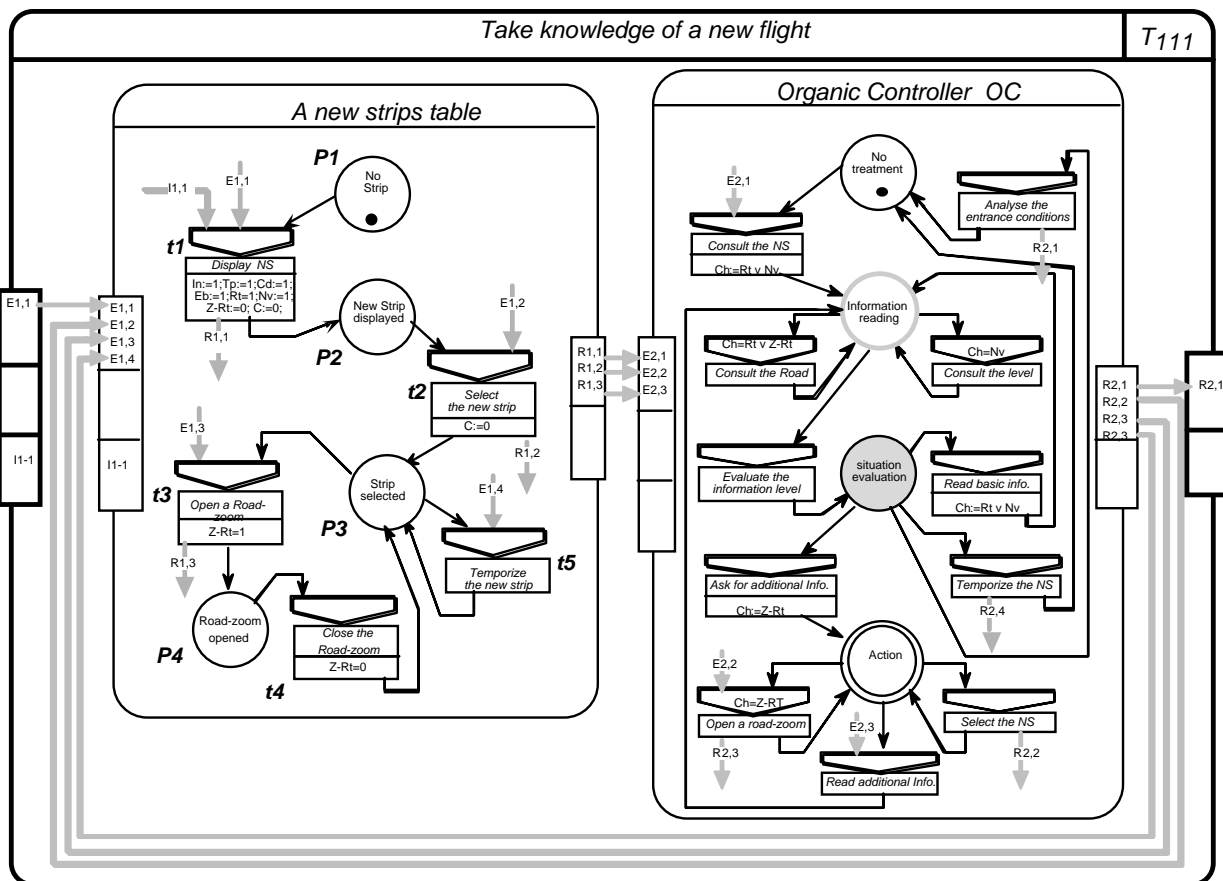 Take knowledge of a new flight
T111
A new strips table
Organic Controller OC
P1
No
Strip
I1,1
E1,1
t1
Display NS
In:=1;Tp:=1;Cd:=1;
Eb:=1;Rt=1;Nv:=1;
Z-Rt:=0; C:=0;
R1,1
New Strip
displayed
P2
E1,2
t2
Select
the new strip
C:=0
R1,2
E1,3
t3
Open a Road-
zoom
Z-Rt=1
R1,3
Strip
selected
P3
E1,4
t5
Temporize
the new strip
Road-zoom
opened
P4
Close the
Road-zoom
Z-Rt=0
t4
E1,1
I1-1
E1,1
E1,2
E1,3
E1,4
I1-1
R1,1
R1,2
R1,3
E2,1
E2,2
E2,3
No
treatment
E2,1
Consult the NS
Ch:=Rt v Nv
Analyse the
entrance conditions
R2,1
Information
reading
Ch=Rt v Z-Rt
Consult the Road
Ch=Nv
Consult the level
Evaluate the
information level
situation
evaluation
Read basic info.
Ch:=Rt v Nv
Ask for additional Info.
Ch:=Z-Rt
Temporize the NS
R2,4
Action
E2,2
Ch=Z-RT
Open a road-zoom
R2,3
E2,3
Read additional Info.
Select the NS
R2,2
R2,1
R2,2
R2,3
R2,3
R2,1